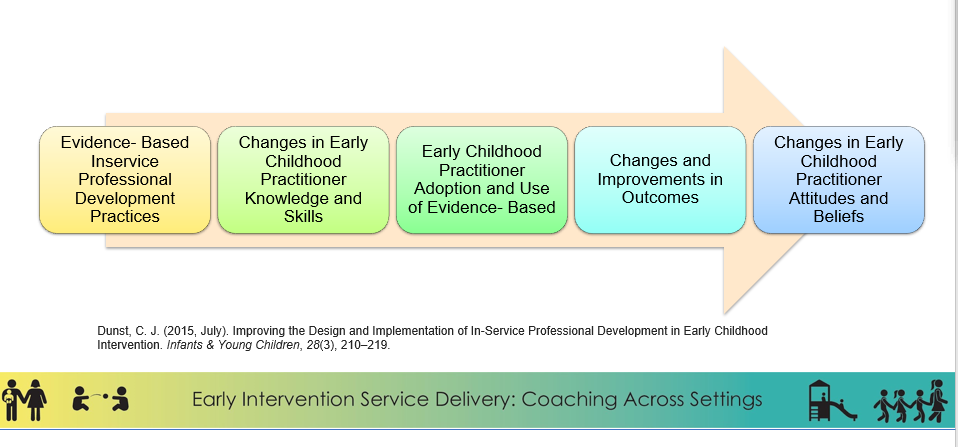 Evidence- Based
Inservice
Professional
Development
Practices
Changes in Early
Childhood
Practitioner
Knowledge and
Skills
Early Childhood
Practitioner
Adoption and Use
of Evidence- Based
Changes and
Improvements in
Outcomes
Changes in Early
Childhood
Practitioner
Attitudes and
Beliefs
Dunst, C. J. (2015, July). Improving the Design and Implementation of In-Service Professional Development in Early Childhood
Intervention. Infants & Young Children, 28(3), 210–219.
Early Intervention Service Delivery: Coaching Across Settings